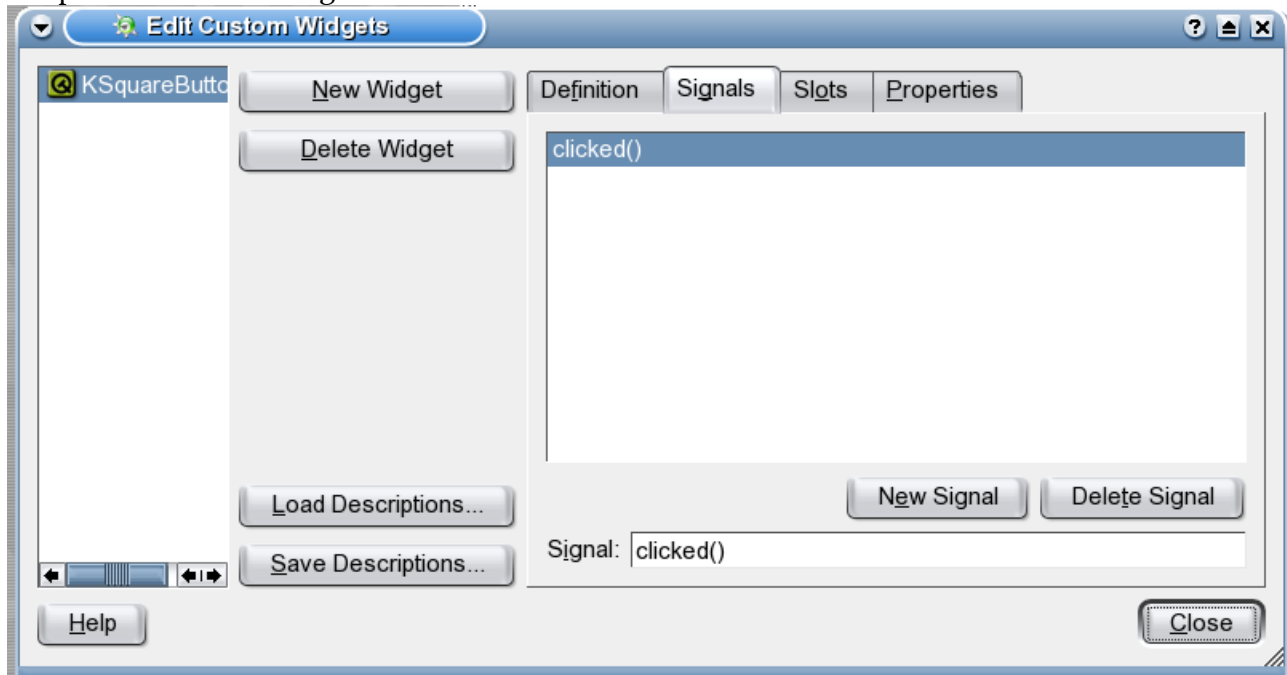 Edit Custom Widgets
KSquareButto
New Widget
Delete Widget
Load Descriptions...
Save Descriptions...
Definition Signals Slots Properties
clicked()
New Signal Delete Signal
Signal: clicked()
Help
Close